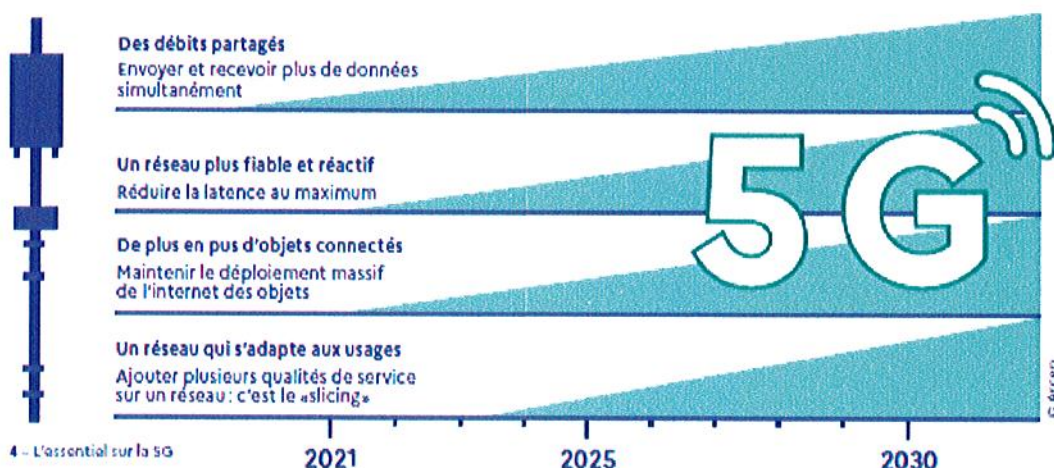 Des débits partagés
Envoyer et recevoir plus de données
simultanément
Un réseau plus fiable et réactif
Réduire la latence au maximum
De plus en pus d'objets connectés
Maintenir le déploiement massif
de l'internet des objets
Un réseau qui s'adapte aux usages
Ajouter plusieurs qualités de service
sur un réseau : c'est le «slicing»
5G
© Arcep
4 - L'essentiel sur la 5G
2021 2025 2030